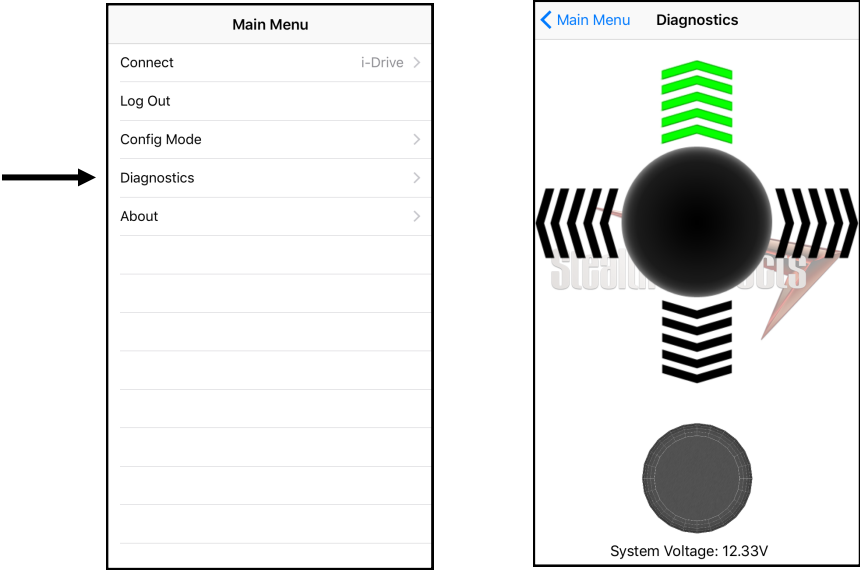 Main Menu
Connect i-Drive
Log Out
Config Mode
Diagnostics
About
Main Menu Diagnostics
System Voltage: 12.33V